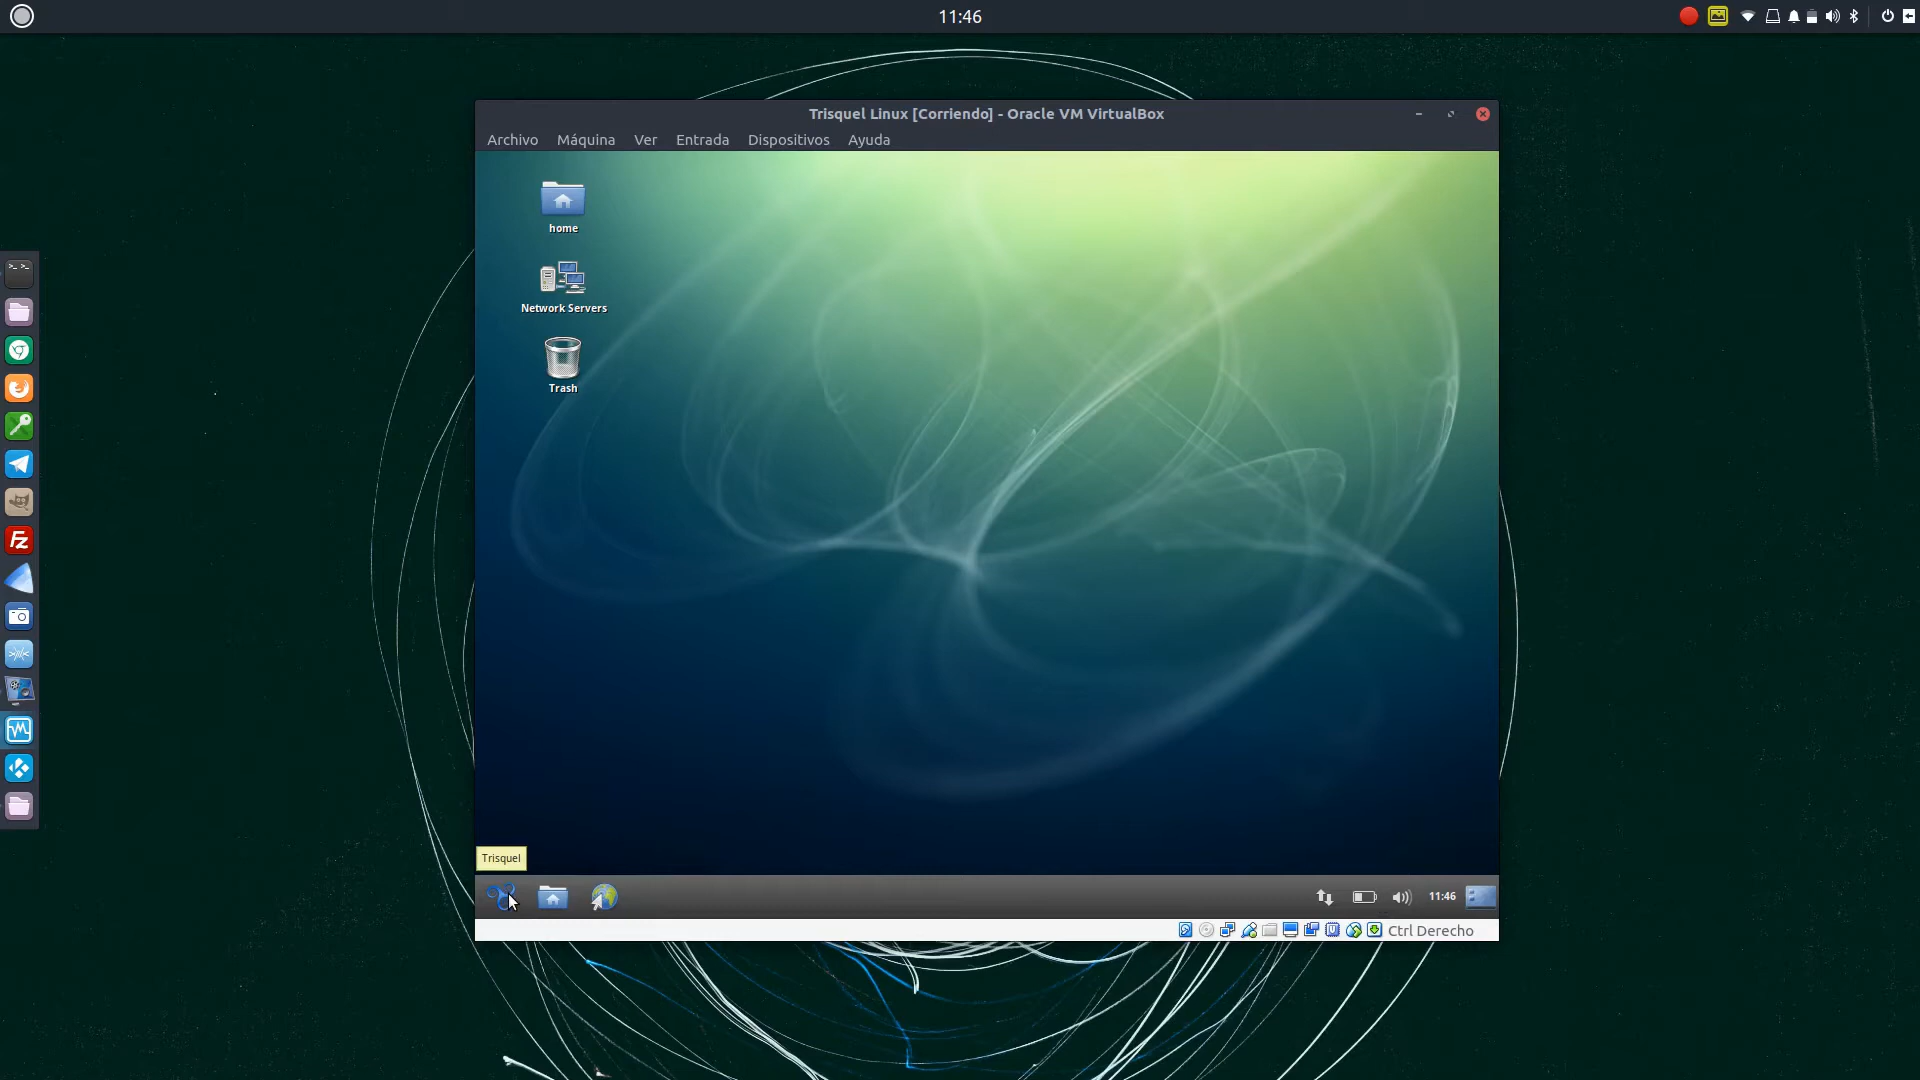 11:46
Trisquel Linux [Corriendo] - Oracle VM VirtualBox
Archivo Máquina Ver Entrada Dispositivos Ayuda
home
Network Servers
Trash
Trisquel
11:46
Ctrl Derecho
>_ >_
Fz